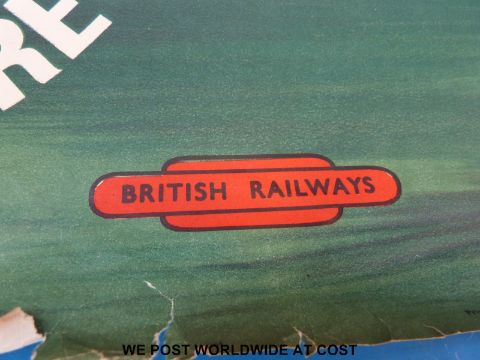 RE
BRITISH RAILWAYS
WE POST WORLDWIDE AT COST